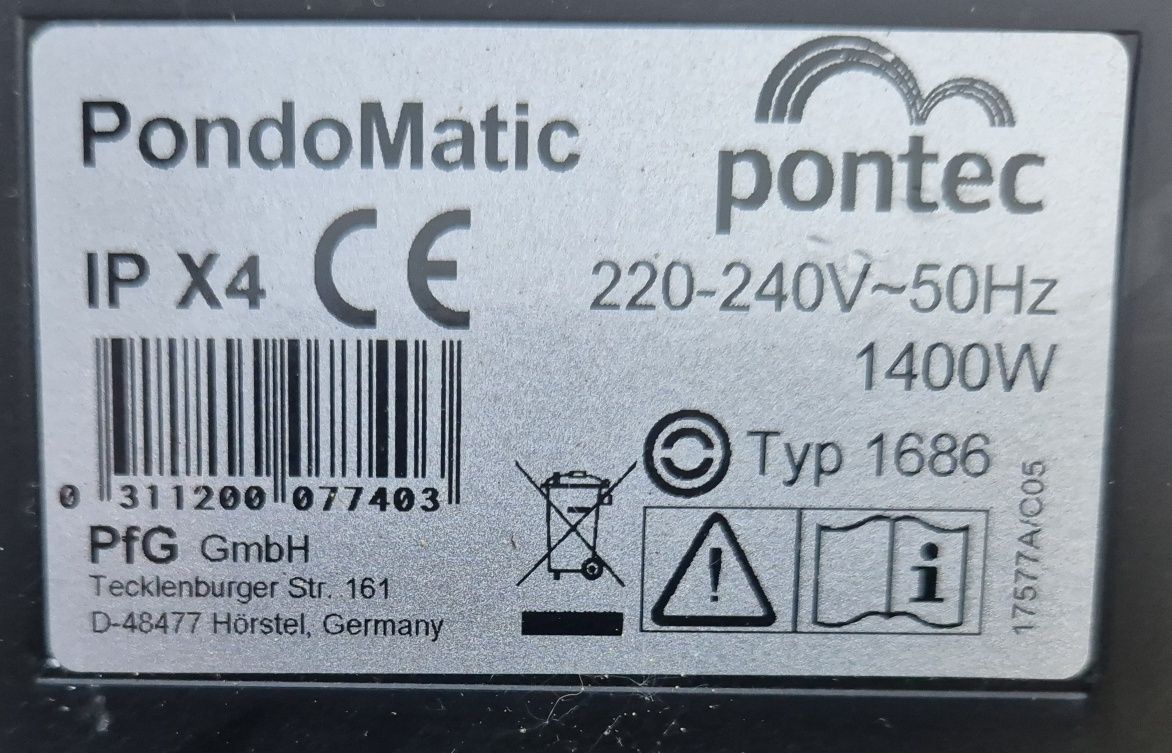 PondoMatic
pontec
IP X4 CE
220-240V~50Hz
1400W
Typ 1686
0 311200 077403
PfG GmbH
Tecklenburger Str. 161
D-48477 Hörstel, Germany
17577A/C05